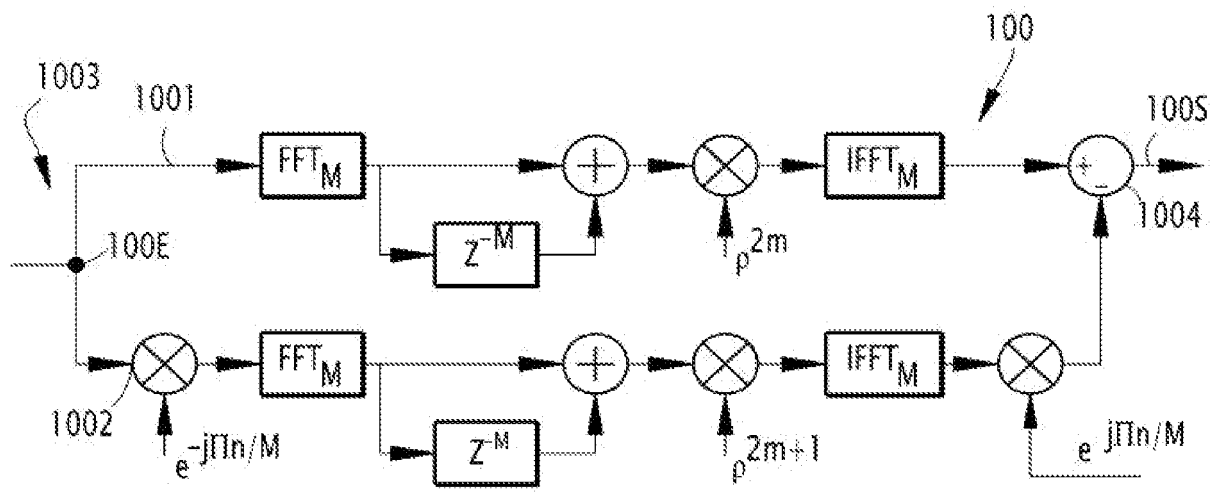 100
1003
1001
100S
FFT_M
+
×
IFFT_M
+
-
1004
100E
Z^{-M}
ρ^{2m}
FFT_M
+
×
IFFT_M
×
1002
Z^{-M}
e^{-jΠn/M}
ρ^{2m+1}
e^{jΠn/M}